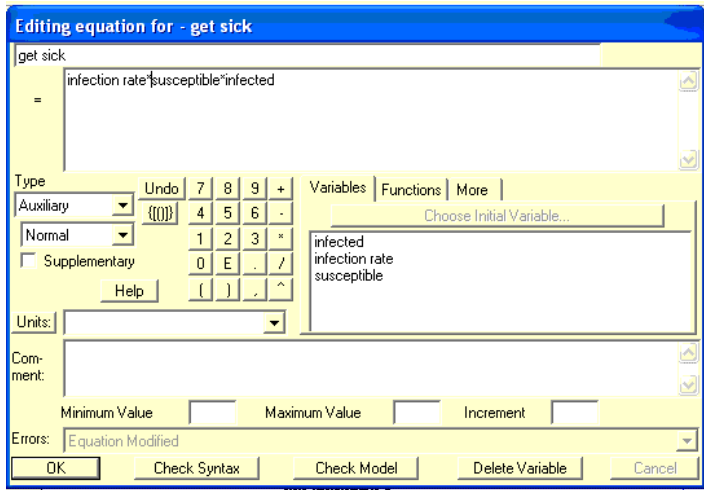 Editing equation for - get sick
get sick
= infection rate*susceptible*infected
Type
Auxiliary
Normal
Supplementary
Help
Undo 7 8 9 +
{[()]} 4 5 6 -
1 2 3 *
0 E . /
( ) , ^
Variables Functions More
Choose Initial Variable...
infected
infection rate
susceptible
Units:
Com-
ment:
Minimum Value Maximum Value Increment
Errors: Equation Modified
OK Check Syntax Check Model Delete Variable Cancel